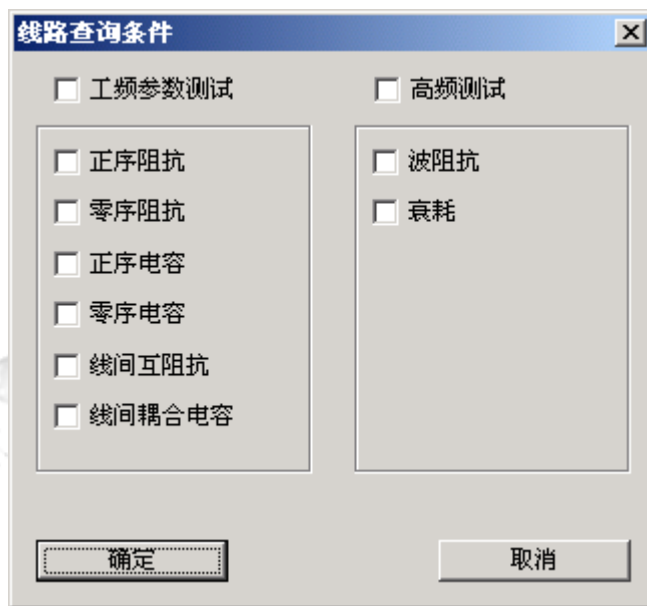 线路查询条件
工频参数测试
高频测试
正序阻抗
零序阻抗
正序电容
零序电容
线间互阻抗
线间耦合电容
波阻抗
衰耗
确定
取消